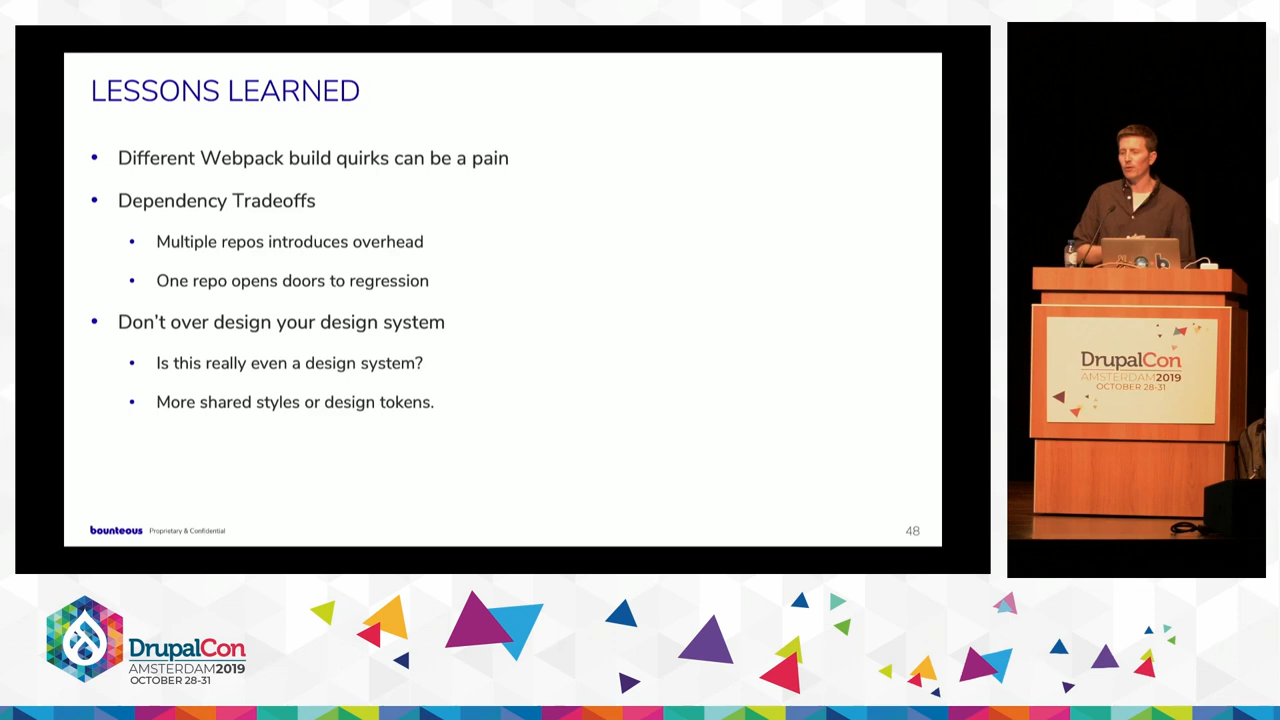 LESSONS LEARNED
• Different Webpack build quirks can be a pain
• Dependency Tradeoffs
• Multiple repos introduces overhead
• One repo opens doors to regression
• Don't over design your design system
• Is this really even a design system?
• More shared styles or design tokens.
bounteous Proprietary & Confidential
48
DrupalCon
AMSTERDAM2019
OCTOBER 28-31
DrupalCon
AMSTERDAM2019
OCTOBER 28-31